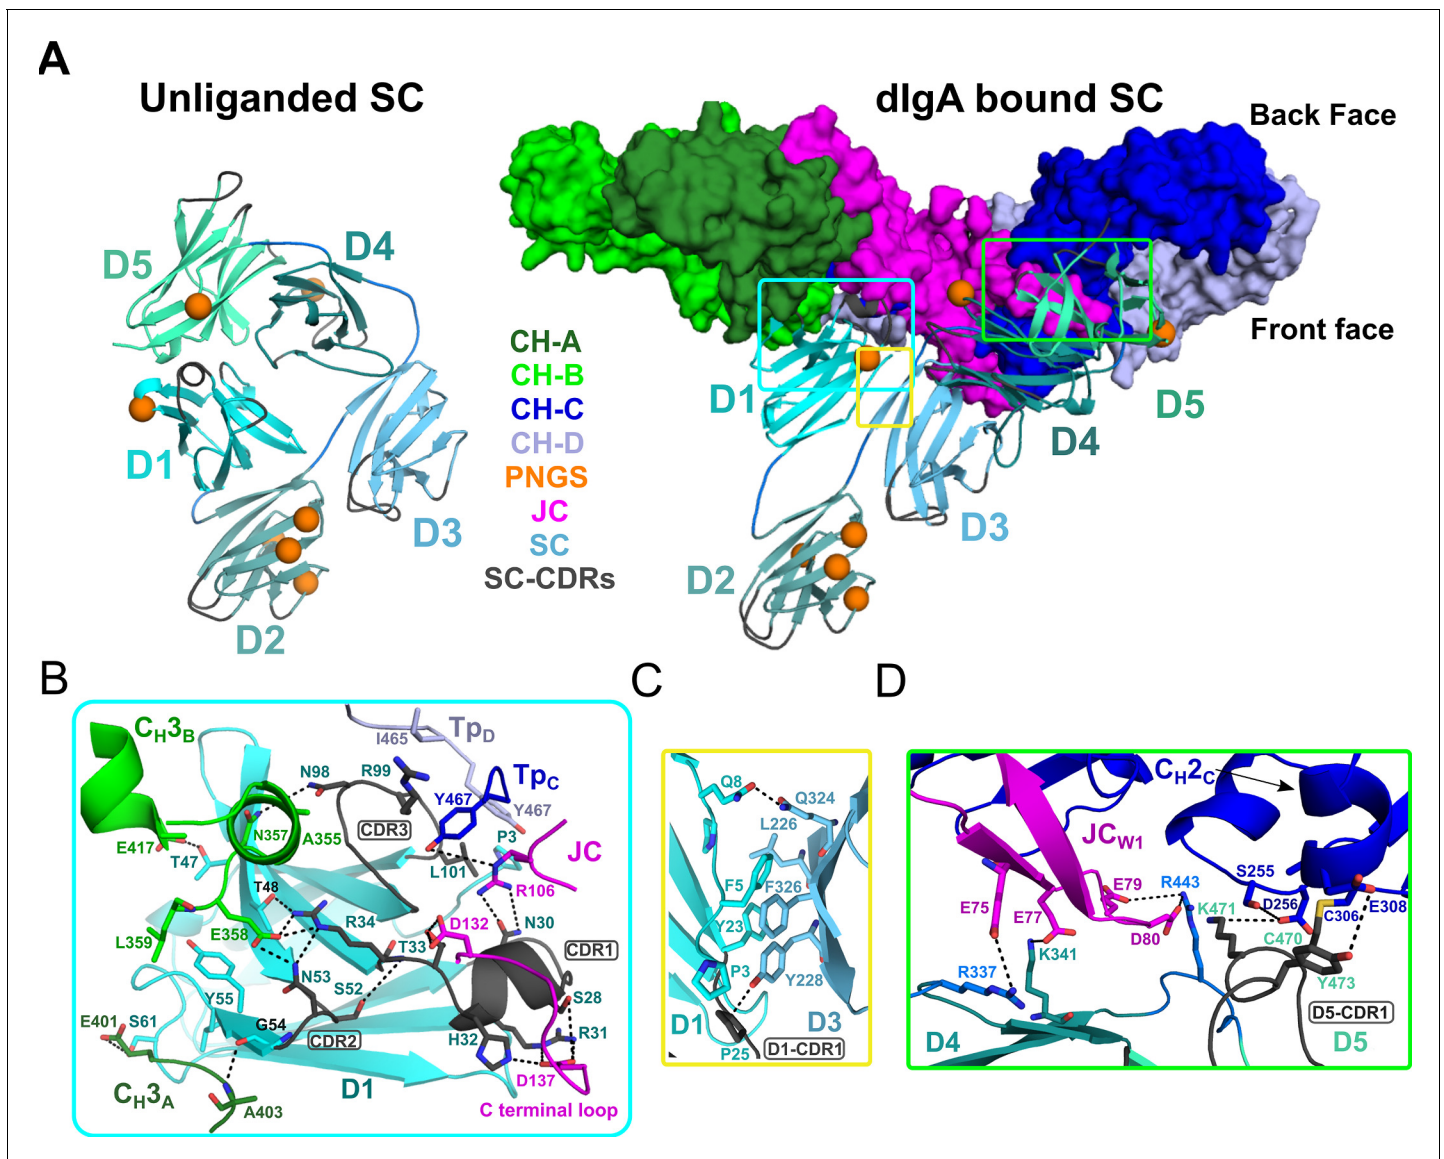 A
Unliganded SC
dIgA bound SC
Back Face
Front face
D5
D4
D1
D3
D2
CH-A
CH-B
CH-C
CH-D
PNGS
JC
SC
SC-CDRs
D1
D5
D4
D3
D2
B
CH3B
TpD
I465
TpC
N98
R99
Y467
Y467
CDR3
N357
A355
P3
JC
E417
T47
L101
R106
T48
R34
D132
N30
L359
E358
T33
CDR1
N53
S52
Y55
S28
E401
S61
G54
CDR2
H32
R31
D1
D137
CH3A
A403
C terminal loop
C
Q8
Q324
L226
F5
F326
Y23
P3
Y228
D1
D3
P25
D1-CDR1
D
CH2C
JCW1
S255
E79
R443
D256
E75
E77
K471
C306
E308
D80
C470
K341
R337
Y473
D5-CDR1
D4
D5